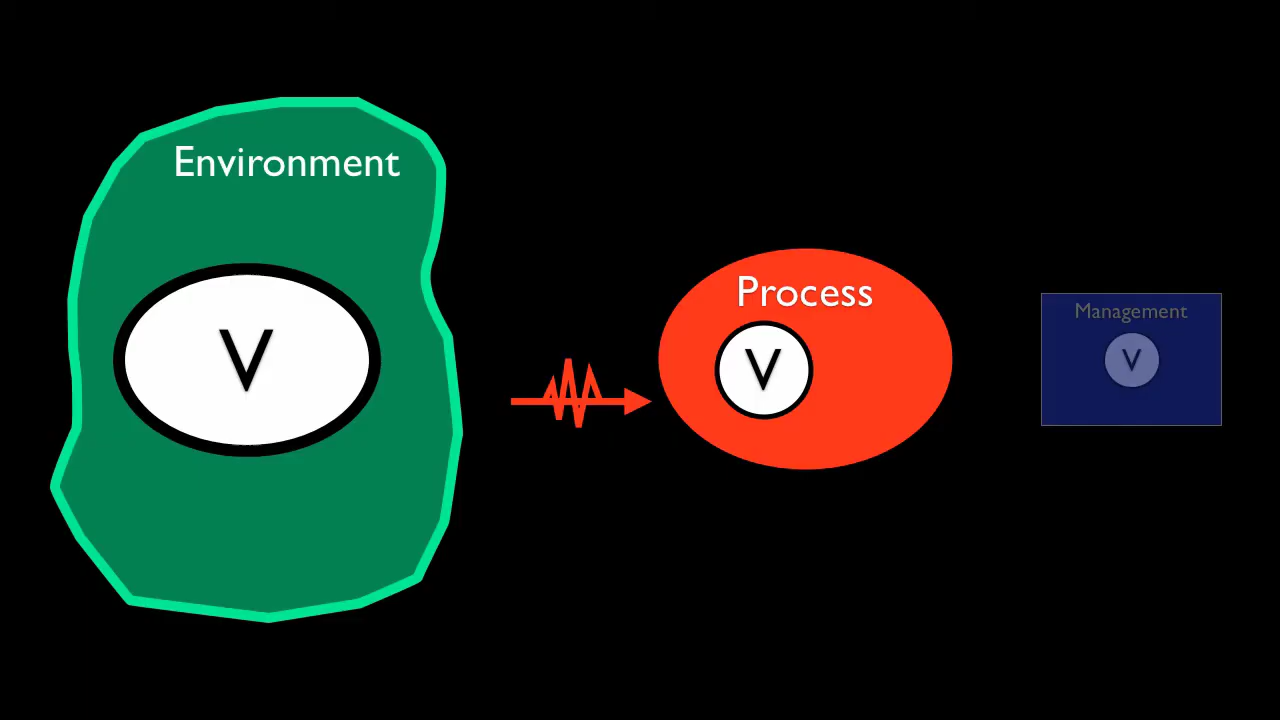 Environment
V
Process
V
Management
V